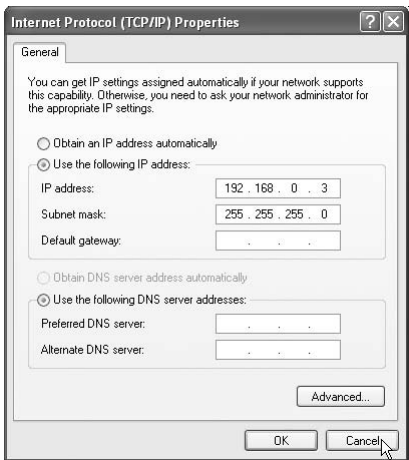 Internet Protocol (TCP/IP) Properties
General
You can get IP settings assigned automatically if your network supports
this capability. Otherwise, you need to ask your network administrator for
the appropriate IP settings.
Obtain an IP address automatically
Use the following IP address:
IP address: 192 . 168 . 0 . 3
Subnet mask: 255 . 255 . 255 . 0
Default gateway: . . .
Obtain DNS server address automatically
Use the following DNS server addresses:
Preferred DNS server: . . .
Alternate DNS server: . . .
Advanced...
OK Cancel